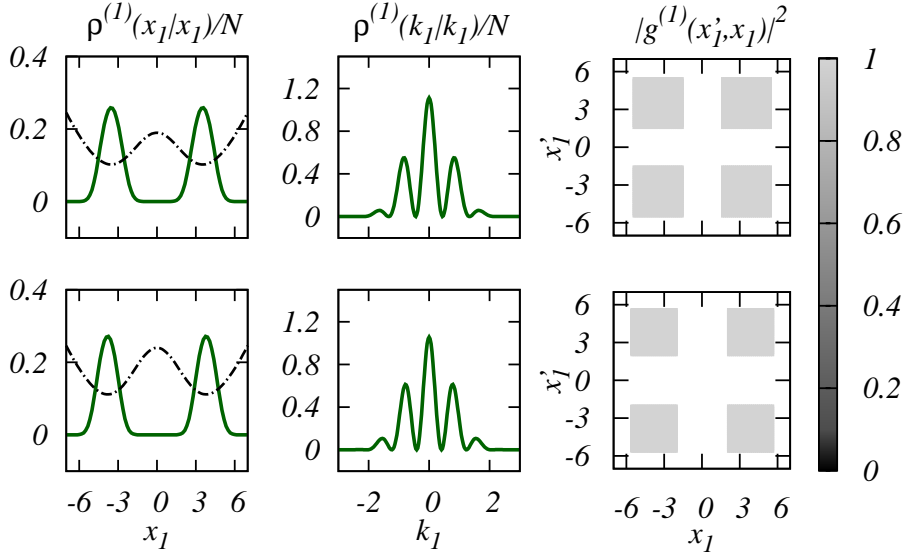 ρ(1)(x1|x1)/N ρ(1)(k1|k1)/N |g(1)(x'1,x1)|2
0.4 0.2 0
1.2 0.8 0.4 0
x'1 6 3 0 -3 -6
1 0.8 0.6 0.4 0.2 0
0.4 0.2 0
-6 -3 0 3 6
x1
1.2 0.8 0.4 0
-2 0 2
k1
x'1 6 3 0 -3 -6
-6 -3 0 3 6
x1